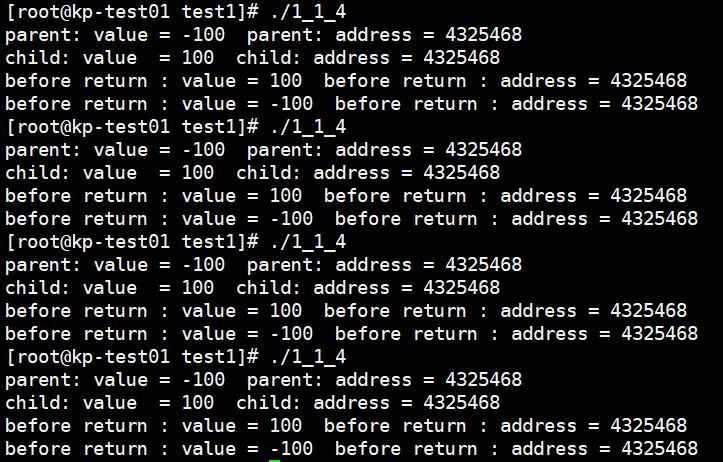 [root@kp-test01 test1]# ./1_1_4
parent: value = -100  parent: address = 4325468
child: value  = 100  child: address = 4325468
before return : value = 100  before return : address = 4325468
before return : value = -100  before return : address = 4325468
[root@kp-test01 test1]# ./1_1_4
parent: value = -100  parent: address = 4325468
child: value  = 100  child: address = 4325468
before return : value = 100  before return : address = 4325468
before return : value = -100  before return : address = 4325468
[root@kp-test01 test1]# ./1_1_4
parent: value = -100  parent: address = 4325468
child: value  = 100  child: address = 4325468
before return : value = 100  before return : address = 4325468
before return : value = -100  before return : address = 4325468
[root@kp-test01 test1]# ./1_1_4
parent: value = -100  parent: address = 4325468
child: value  = 100  child: address = 4325468
before return : value = 100  before return : address = 4325468
before return : value = -100  before return : address = 4325468